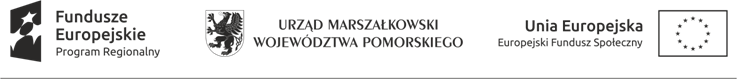 Fundusze
Europejskie
Program Regionalny
URZĄD MARSZAŁKOWSKI
WOJEWÓDZTWA POMORSKIEGO
Unia Europejska
Europejski Fundusz Społeczny